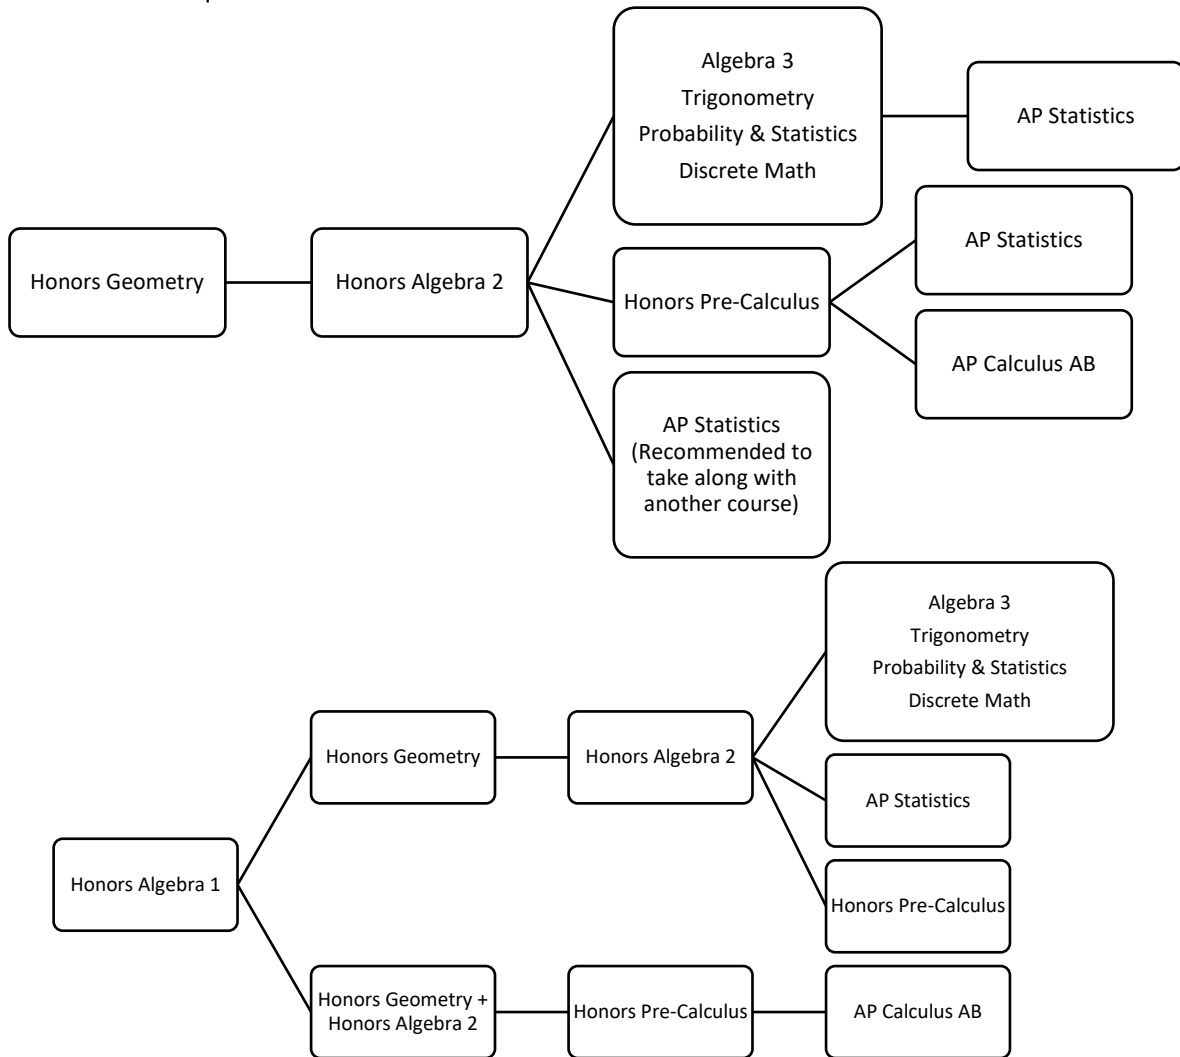 Algebra 3
Trigonometry
Probability & Statistics
Discrete Math
AP Statistics
Honors Geometry
Honors Algebra 2
Honors Pre-Calculus
AP Statistics
AP Calculus AB
AP Statistics
(Recommended to
take along with
another course)
Honors Algebra 1
Honors Geometry
Honors Algebra 2
Algebra 3
Trigonometry
Probability & Statistics
Discrete Math
AP Statistics
Honors Pre-Calculus
Honors Geometry +
Honors Algebra 2
Honors Pre-Calculus
AP Calculus AB